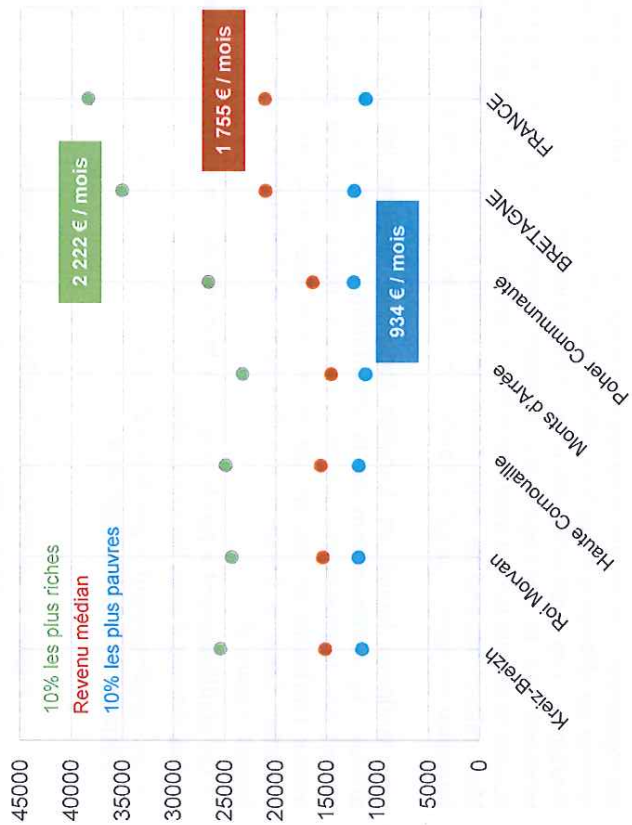 45000
40000
35000
30000
25000
20000
15000
10000
5000
0
10% les plus riches
Revenu médian
10% les plus pauvres
2 222 € / mois
1 755 € / mois
934 € / mois
Kreiz-Breizh
Roi Morvan
Haute Cornouaille
Monts d'Arrée
Poher Communauté
BRETAGNE
FRANCE